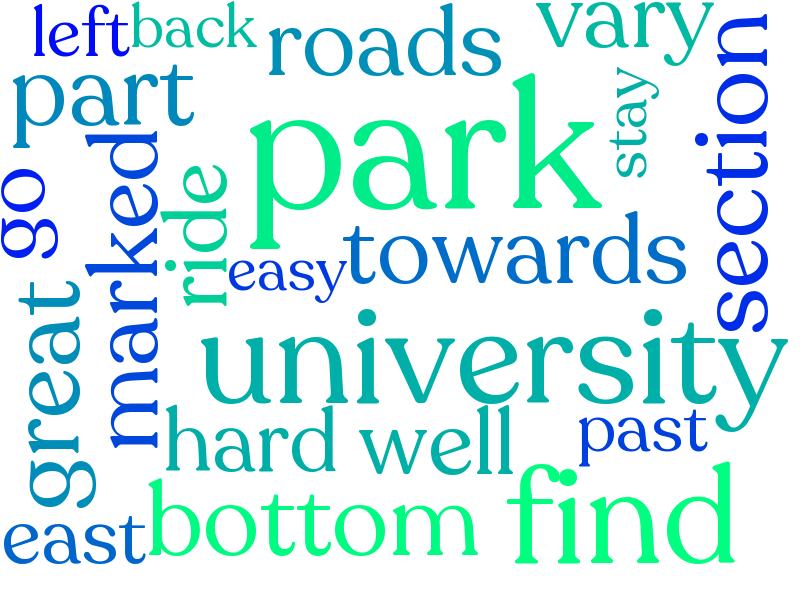 left back roads vary
part park stay section
go marked ride
easy towards
great university
hard well past
east bottom find